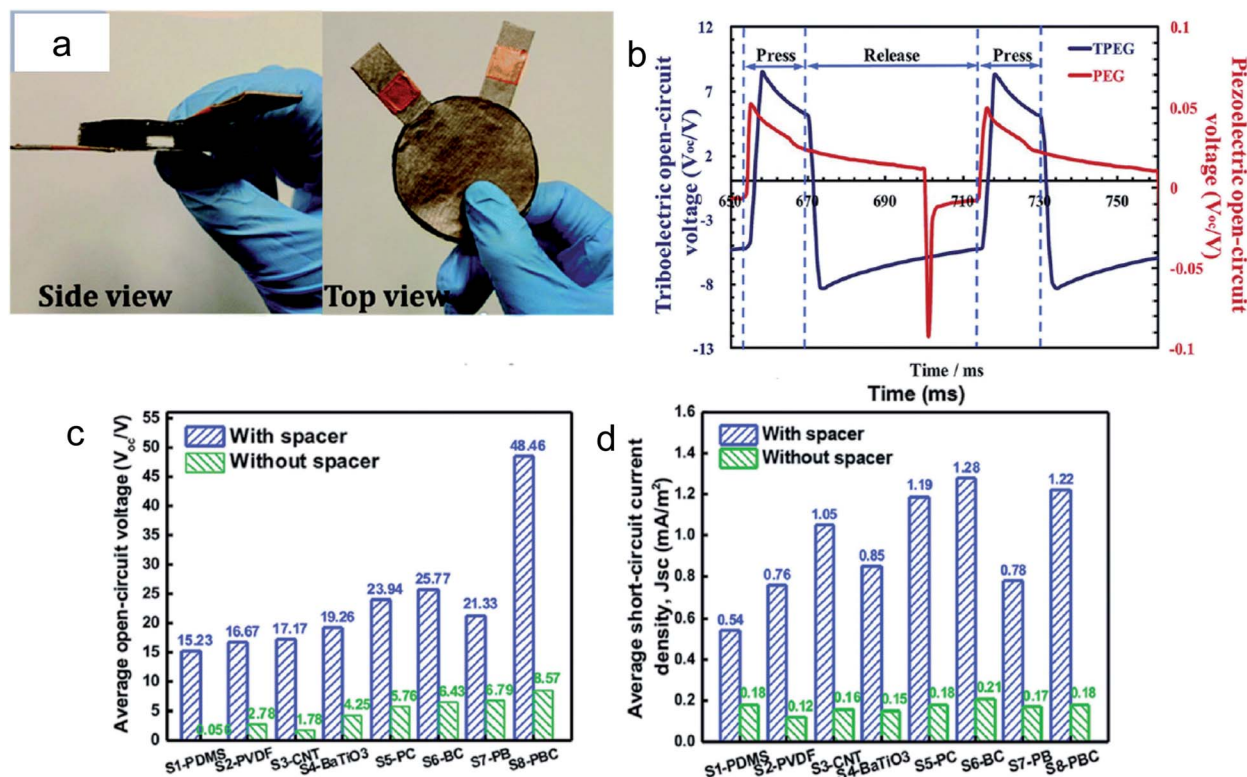 a
Side view
Top view
b
Triboelectric open-circuit
voltage (Voc/V)
12
7
2
-3
-8
-13
Press
Release
Press
TPEG
PEG
650
670
690
710
730
750
Time / ms
0.1
0.05
0
-0.05
-0.1
Piezoelectric open-circuit
voltage (Voc/V)
c
Average open-circuit voltage (Voc/V)
55
50
45
40
35
30
25
20
15
10
5
0
With spacer
Without spacer
15.23
16.67
17.17
19.26
23.94
25.77
21.33
48.46
2.78
1.78
4.25
5.76
6.43
6.79
8.57
S1-PDMS
S2-PVDF
S3-CNT
S4-BaTiO3
S5-PC
S6-BC
S7-PB
S8-PBC
Time (ms)
d
Average short-circuit current
density, Jsc (mA/m²)
1.6
1.4
1.2
1.0
0.8
0.6
0.4
0.2
0.0
With spacer
Without spacer
0.54
0.76
1.05
0.85
1.19
1.28
0.78
1.22
0.18
0.12
0.16
0.15
0.18
0.21
0.17
0.18
S1-PDMS
S2-PVDF
S3-CNT
S4-BaTiO3
S5-PC
S6-BC
S7-PB
S8-PBC